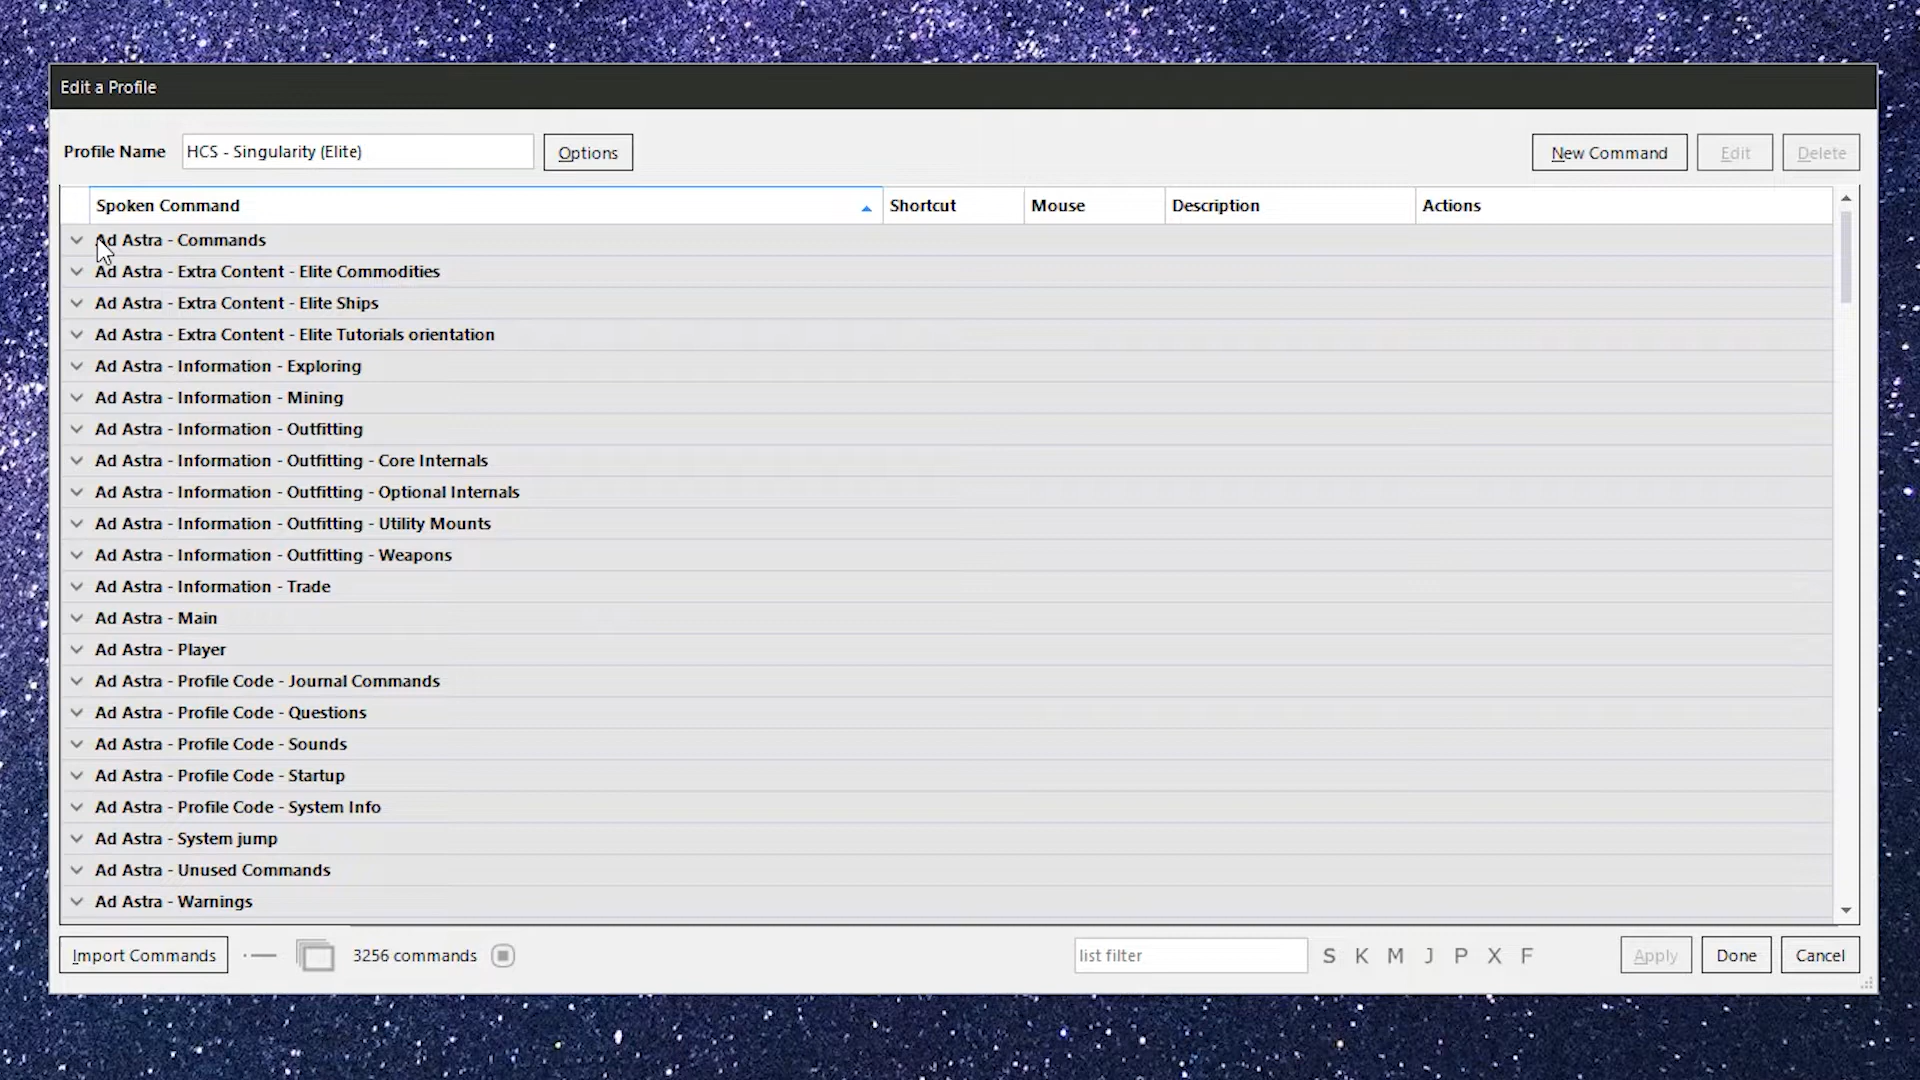 Edit a Profile
Profile Name HCS - Singularity (Elite) Options New Command Edit Delete
Spoken Command Shortcut Mouse Description Actions
Ad Astra - Commands
Ad Astra - Extra Content - Elite Commodities
Ad Astra - Extra Content - Elite Ships
Ad Astra - Extra Content - Elite Tutorials orientation
Ad Astra - Information - Exploring
Ad Astra - Information - Mining
Ad Astra - Information - Outfitting
Ad Astra - Information - Outfitting - Core Internals
Ad Astra - Information - Outfitting - Optional Internals
Ad Astra - Information - Outfitting - Utility Mounts
Ad Astra - Information - Outfitting - Weapons
Ad Astra - Information - Trade
Ad Astra - Main
Ad Astra - Player
Ad Astra - Profile Code - Journal Commands
Ad Astra - Profile Code - Questions
Ad Astra - Profile Code - Sounds
Ad Astra - Profile Code - Startup
Ad Astra - Profile Code - System Info
Ad Astra - System jump
Ad Astra - Unused Commands
Ad Astra - Warnings
Import Commands 3256 commands list filter S K M J P X F Apply Done Cancel